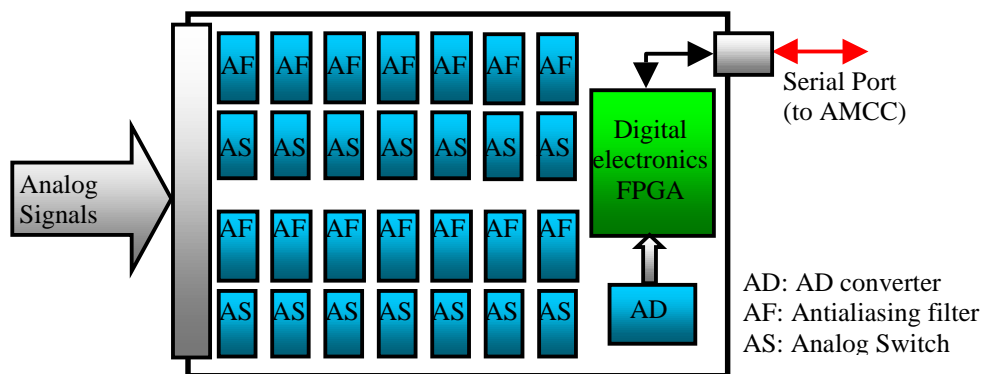 AF AF AF AF AF AF AF
Serial Port
(to AMCC)
AS AS AS AS AS AS AS
Digital
electronics
FPGA
Analog
Signals
AF AF AF AF AF AF AF
AS AS AS AS AS AS AS
AD
AD: AD converter
AF: Antialiasing filter
AS: Analog Switch